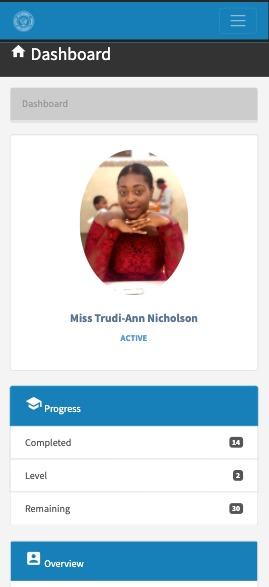 Dashboard
Dashboard
Miss Trudi-Ann Nicholson
ACTIVE
Progress
Completed 14
Level 2
Remaining 30
Overview